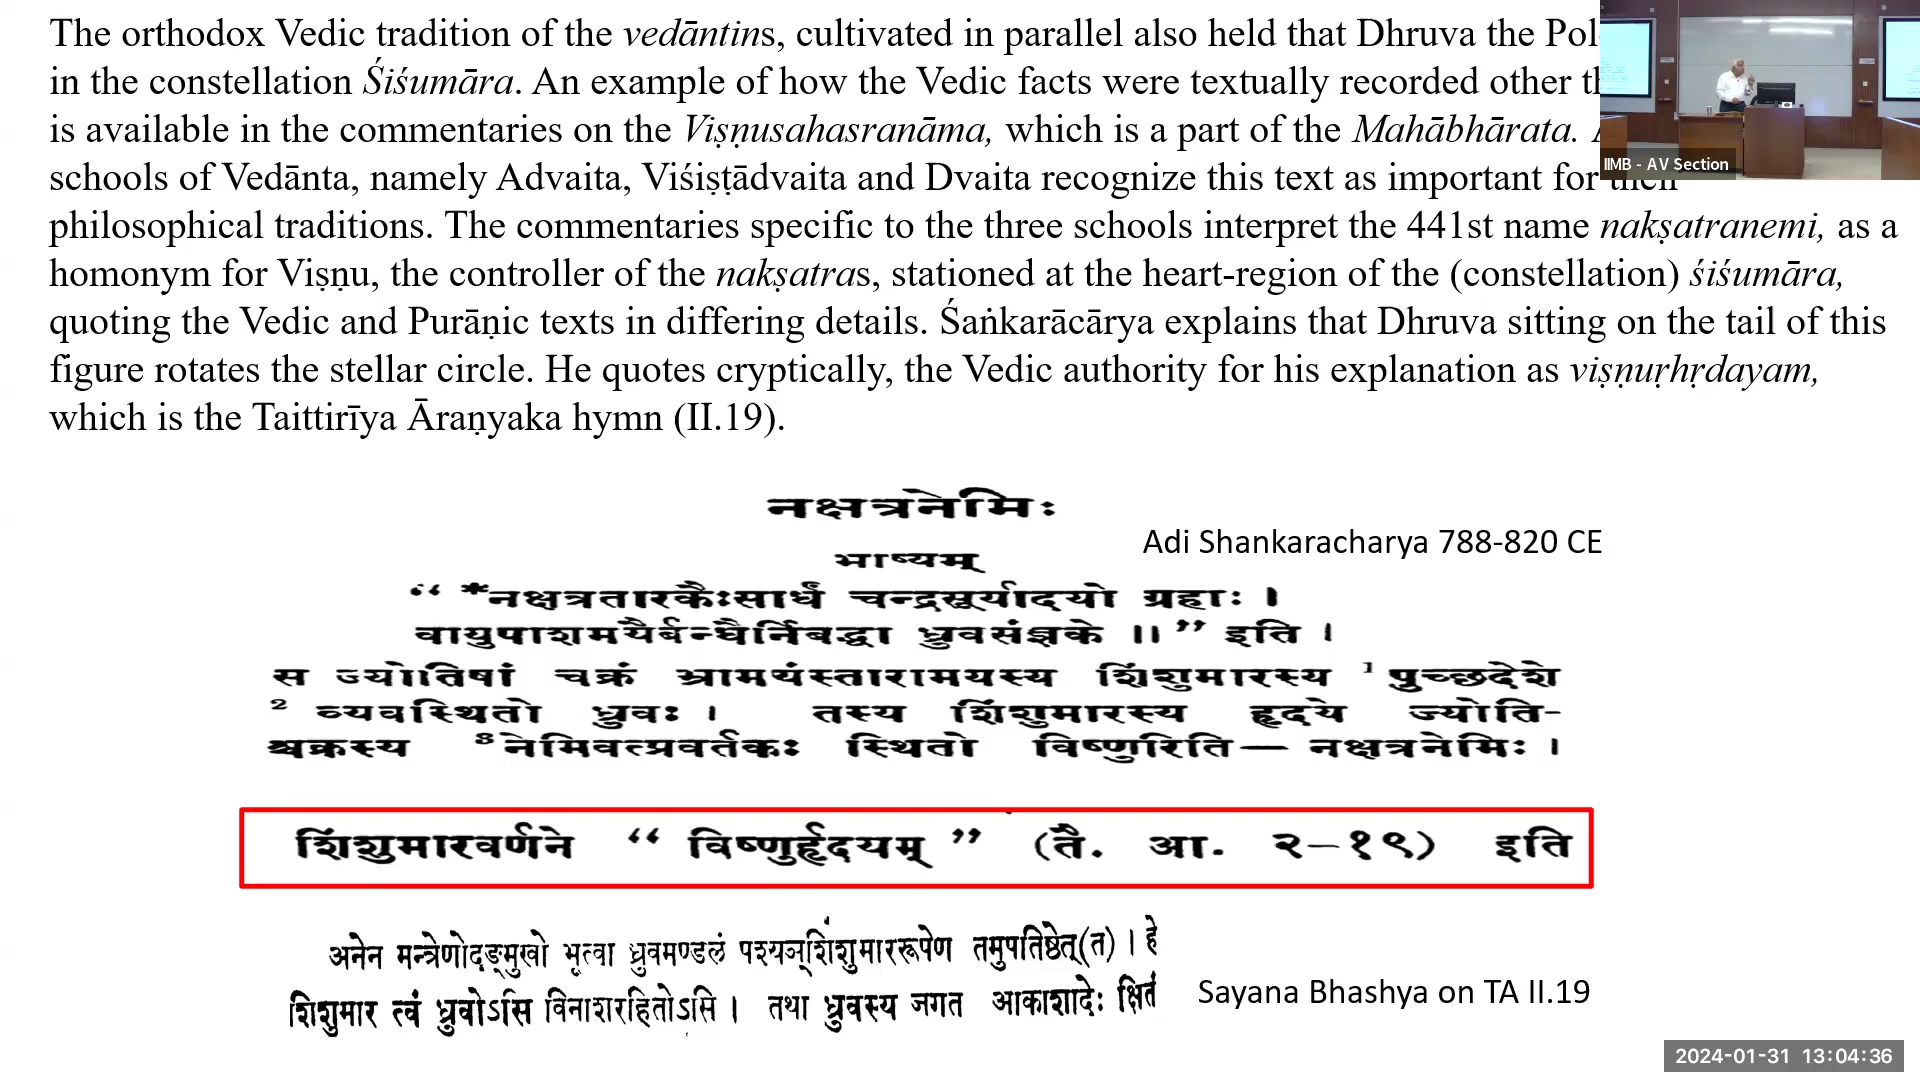 The orthodox Vedic tradition of the vedāntins, cultivated in parallel also held that Dhruva the
in the constellation Śiśumāra. An example of how the Vedic facts were textually recorded other
is available in the commentaries on the Viṣṇusahasranāma, which is a part of the Mahābhārata.
schools of Vedānta, namely Advaita, Viśiṣṭādvaita and Dvaita recognize this text as important for their
philosophical traditions. The commentaries specific to the three schools interpret the 441st name nakṣatranemi, as a
homonym for Viṣṇu, the controller of the nakṣatras, stationed at the heart-region of the (constellation) śiśumāra,
quoting the Vedic and Purāṇic texts in differing details. Śaṅkarācārya explains that Dhruva sitting on the tail of this
figure rotates the stellar circle. He quotes cryptically, the Vedic authority for his explanation as viṣṇuṛhṛdayam,
which is the Taittirīya Āraṇyaka hymn (II.19).
IIMB - AV Section
नक्षत्रनेमिः
Adi Shankaracharya 788-820 CE
भाष्यम्
“ *नक्षत्रतारकैःसार्धं चन्द्रसूर्यादयो ग्रहाः ।
वायुपाशमयैर्बन्धैर्निबद्धा ध्रुवसंज्ञके ॥ ” इति ।
स ज्योतिषां चक्रं भ्रामयंस्तारामयस्य शिंशुमारस्य ¹ पुच्छदेशे
² व्यवस्थितो ध्रुवः । तस्य शिंशुमारस्य हृदये ज्योति-
श्चक्रस्य ³ नेमिवत्प्रवर्तकः स्थितो विष्णुरिति — नक्षत्रनेमिः ।
शिंशुमारवर्णने “ विष्णुर्हृदयम् ” (तै. आ. २–१९) इति
अनेन मन्त्रेणोदङ्मुखो भूत्वा ध्रुवमण्डलं पश्यञ्शिंशुमाररूपेण तमुपतिष्ठेत्(त) । हे
शिशुमार त्वं ध्रुवोऽसि विनाशरहितोऽसि । तथा ध्रुवस्य जगत आकाशादेः क्षितं
Sayana Bhashya on TA II.19
2024-01-31 13:04:36